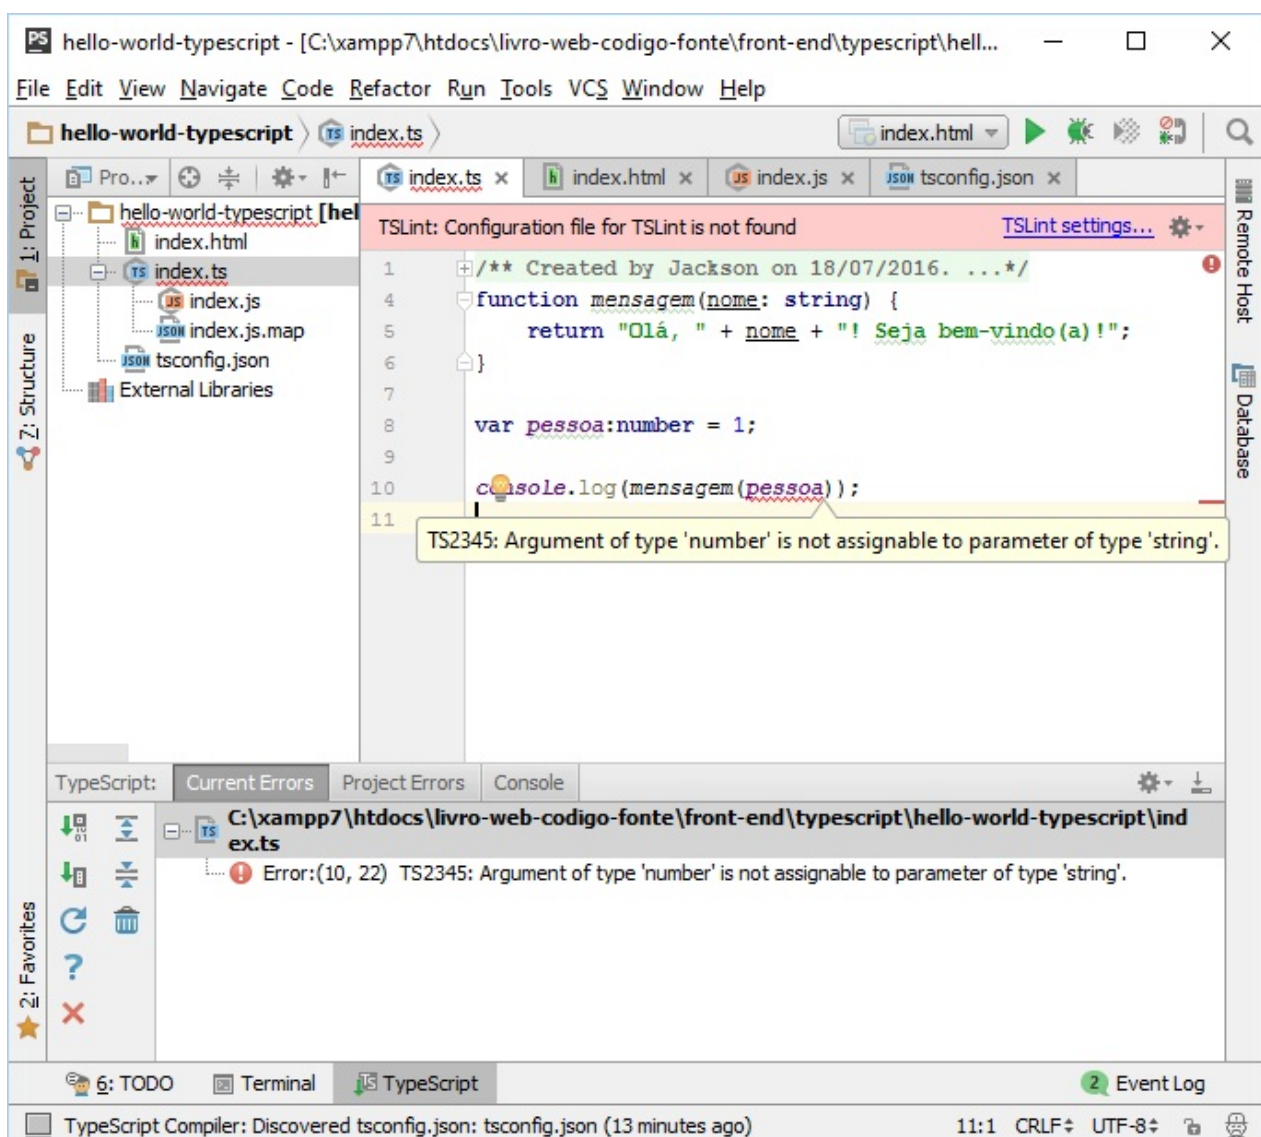 PS hello-world-typescript - [C:\xampp7\htdocs\livro-web-codigo-fonte\front-end\typescript\hell...
File Edit View Navigate Code Refactor Run Tools VCS Window Help
hello-world-typescript index.ts index.html
1: Project
Z: Structure
2: Favorites
Pro..
hello-world-typescript [hel
index.html
index.ts
index.js
index.js.map
tsconfig.json
External Libraries
index.ts index.html index.js tsconfig.json
TSLint: Configuration file for TSLint is not found TSLint settings...
1 /** Created by Jackson on 18/07/2016. ...*/
4 function mensagem(nome: string) {
5 return "Olá, " + nome + "! Seja bem-vindo(a)!";
6 }
7
8 var pessoa:number = 1;
9
10 console.log(mensagem(pessoa));
11
TS2345: Argument of type 'number' is not assignable to parameter of type 'string'.
Remote Host
Database
TypeScript: Current Errors Project Errors Console
C:\xampp7\htdocs\livro-web-codigo-fonte\front-end\typescript\hello-world-typescript\ind
ex.ts
Error:(10, 22) TS2345: Argument of type 'number' is not assignable to parameter of type 'string'.
6: TODO Terminal TypeScript 2 Event Log
TypeScript Compiler: Discovered tsconfig.json: tsconfig.json (13 minutes ago) 11:1 CRLF UTF-8